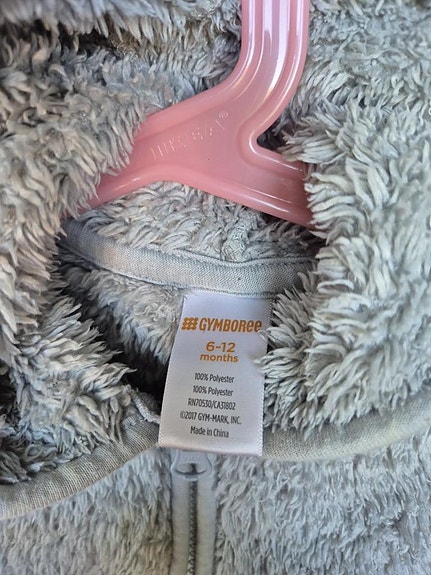 GYMBOREE
6-12
months
100% Polyester
100% Polyester
RN70530/CA31802
©2017 GYM-MARK, INC.
Made in China